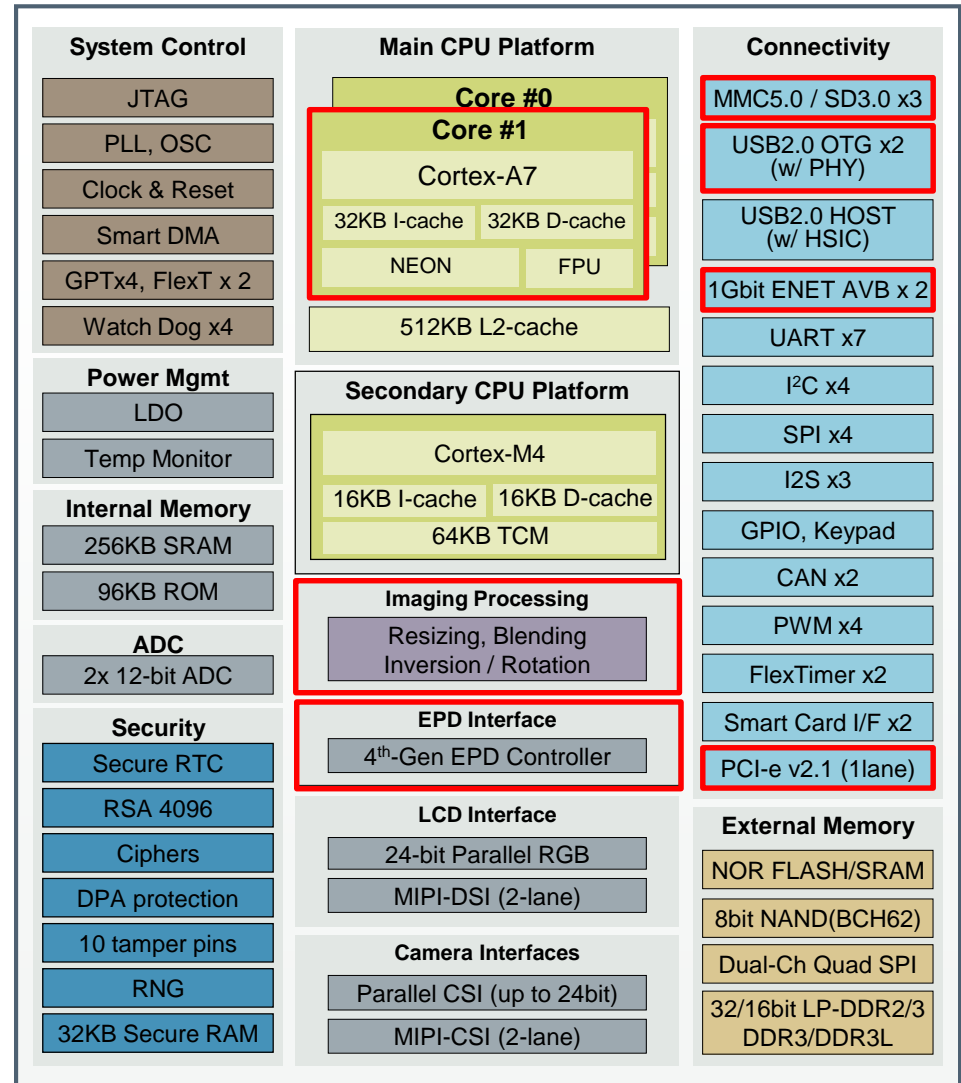 System Control
JTAG
PLL, OSC
Clock & Reset
Smart DMA
GPTx4, FlexT x 2
Watch Dog x4
Power Mgmt
LDO
Temp Monitor
Internal Memory
256KB SRAM
96KB ROM
ADC
2x 12-bit ADC
Security
Secure RTC
RSA 4096
Ciphers
DPA protection
10 tamper pins
RNG
32KB Secure RAM
Main CPU Platform
Core #0
Core #1
Cortex-A7
32KB I-cache
32KB D-cache
NEON
FPU
512KB L2-cache
Secondary CPU Platform
Cortex-M4
16KB I-cache
16KB D-cache
64KB TCM
Imaging Processing
Resizing, Blending
Inversion / Rotation
EPD Interface
4th-Gen EPD Controller
LCD Interface
24-bit Parallel RGB
MIPI-DSI (2-lane)
Camera Interfaces
Parallel CSI (up to 24bit)
MIPI-CSI (2-lane)
Connectivity
MMC5.0 / SD3.0 x3
USB2.0 OTG x2
(w/ PHY)
USB2.0 HOST
(w/ HSIC)
1Gbit ENET AVB x 2
UART x7
I²C x4
SPI x4
I2S x3
GPIO, Keypad
CAN x2
PWM x4
FlexTimer x2
Smart Card I/F x2
PCI-e v2.1 (1lane)
External Memory
NOR FLASH/SRAM
8bit NAND(BCH62)
Dual-Ch Quad SPI
32/16bit LP-DDR2/3
DDR3/DDR3L